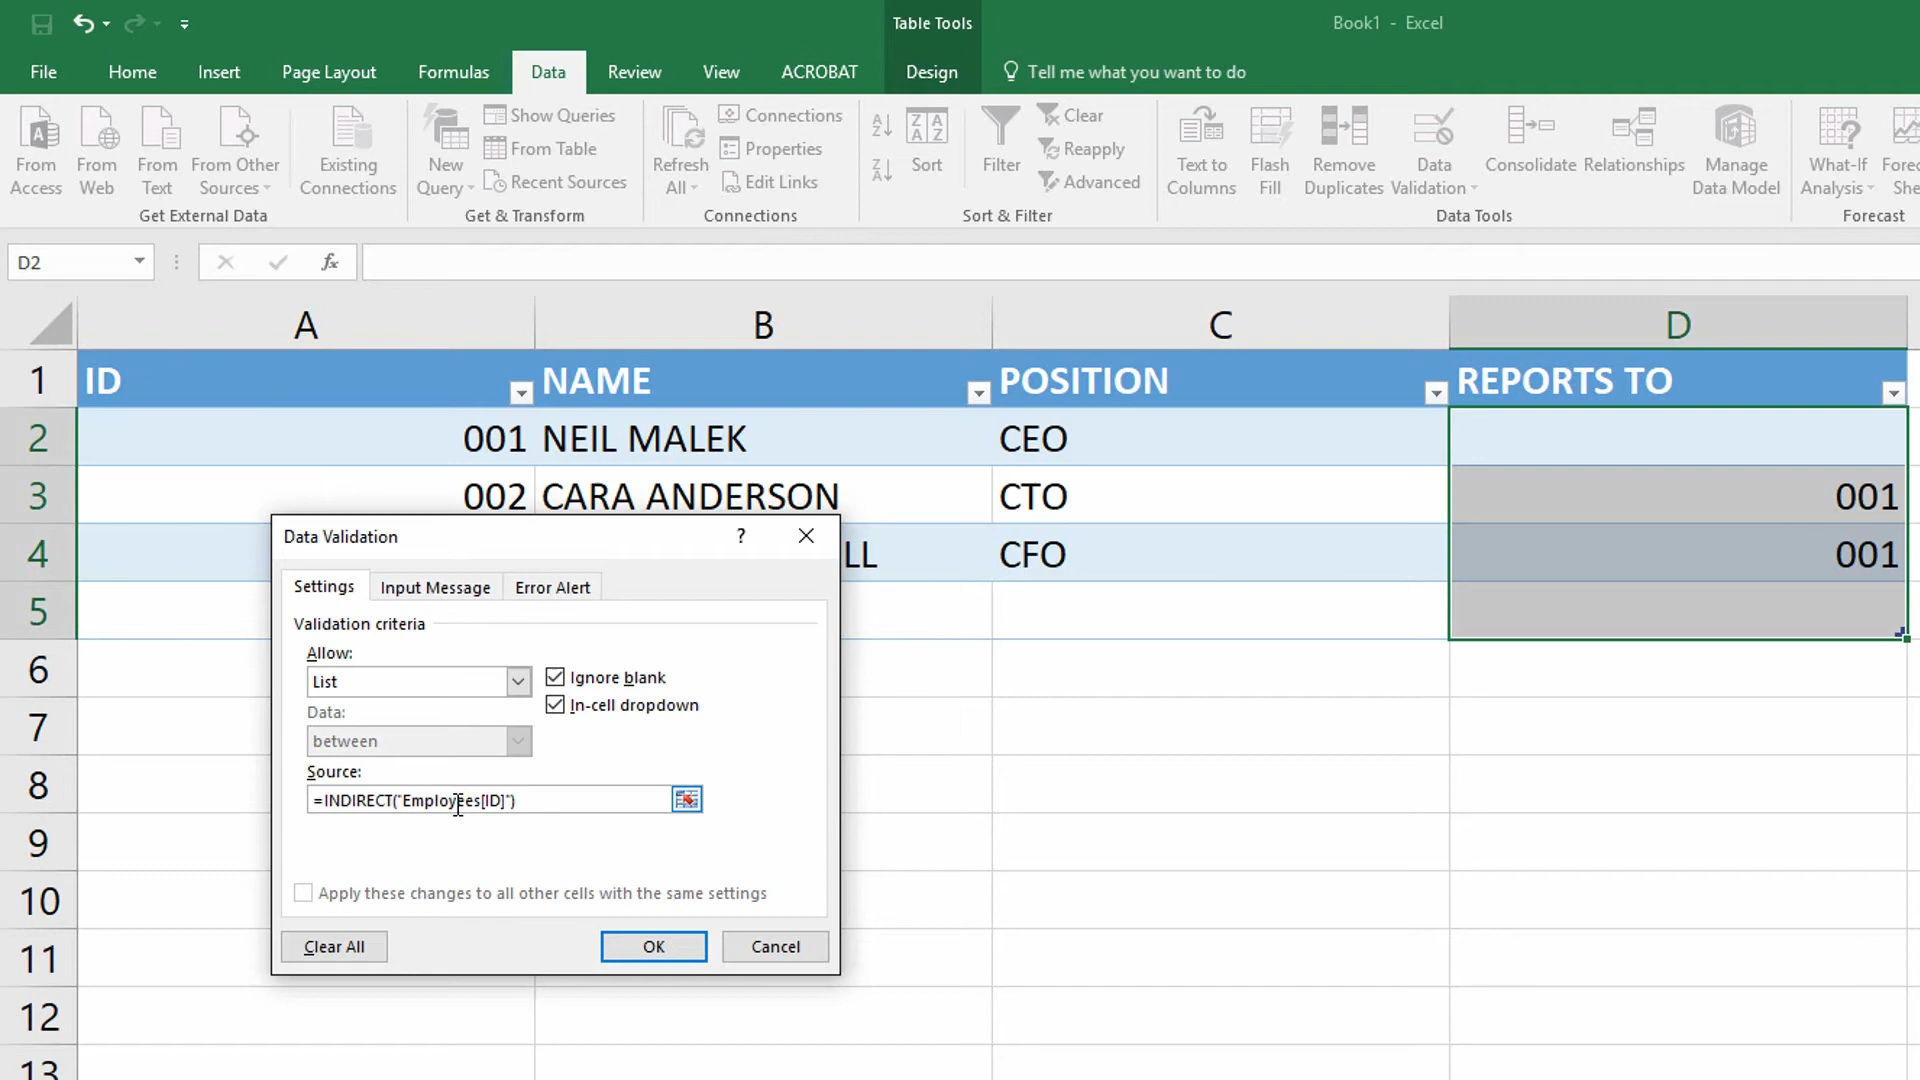 Table Tools
Book1 - Excel
File Home Insert Page Layout Formulas Data Review View ACROBAT Design Tell me what you want to do
From Access
From Web
From Text
From Other Sources
Existing Connections
Get External Data
New Query
Show Queries
From Table
Recent Sources
Get & Transform
Refresh All
Connections
Properties
Edit Links
Connections
Sort
Filter
Clear
Reapply
Advanced
Sort & Filter
Text to Columns
Flash Fill
Remove Duplicates
Data Validation
Consolidate
Relationships
Manage Data Model
Data Tools
What-If Analysis
Forecast
D2 fx
A B C D
1 ID NAME POSITION REPORTS TO
2 001 NEIL MALEK CEO
3 002 CARA ANDERSON CTO 001
4 LL CFO 001
5
6
7
8
9
10
11
12
13
Data Validation ?
Settings Input Message Error Alert
Validation criteria
Allow:
List
Ignore blank
In-cell dropdown
Data:
between
Source:
=INDIRECT("Employees[ID]")
Apply these changes to all other cells with the same settings
Clear All OK Cancel